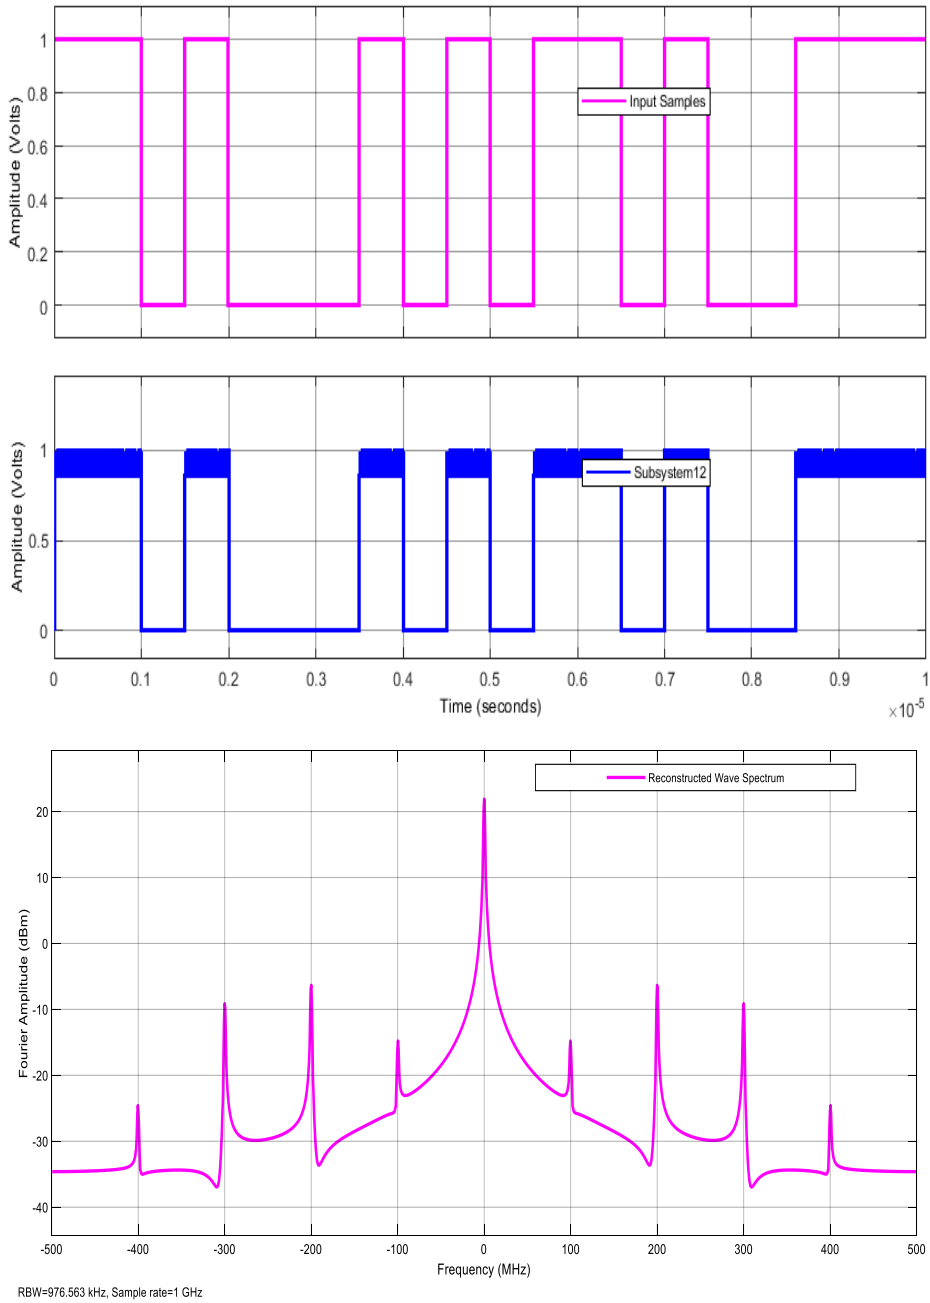 1
0.8
0.6
0.4
0.2
0
Amplitude (Volts)
Input Samples
1
0.5
0
Amplitude (Volts)
Subsystem12
0 0.1 0.2 0.3 0.4 0.5 0.6 0.7 0.8 0.9 1
Time (seconds)
×10-5
Reconstructed Wave Spectrum
20
10
0
-10
-20
-30
-40
Fourier Amplitude (dBm)
-500 -400 -300 -200 -100 0 100 200 300 400 500
Frequency (MHz)
RBW=976.563 kHz, Sample rate=1 GHz